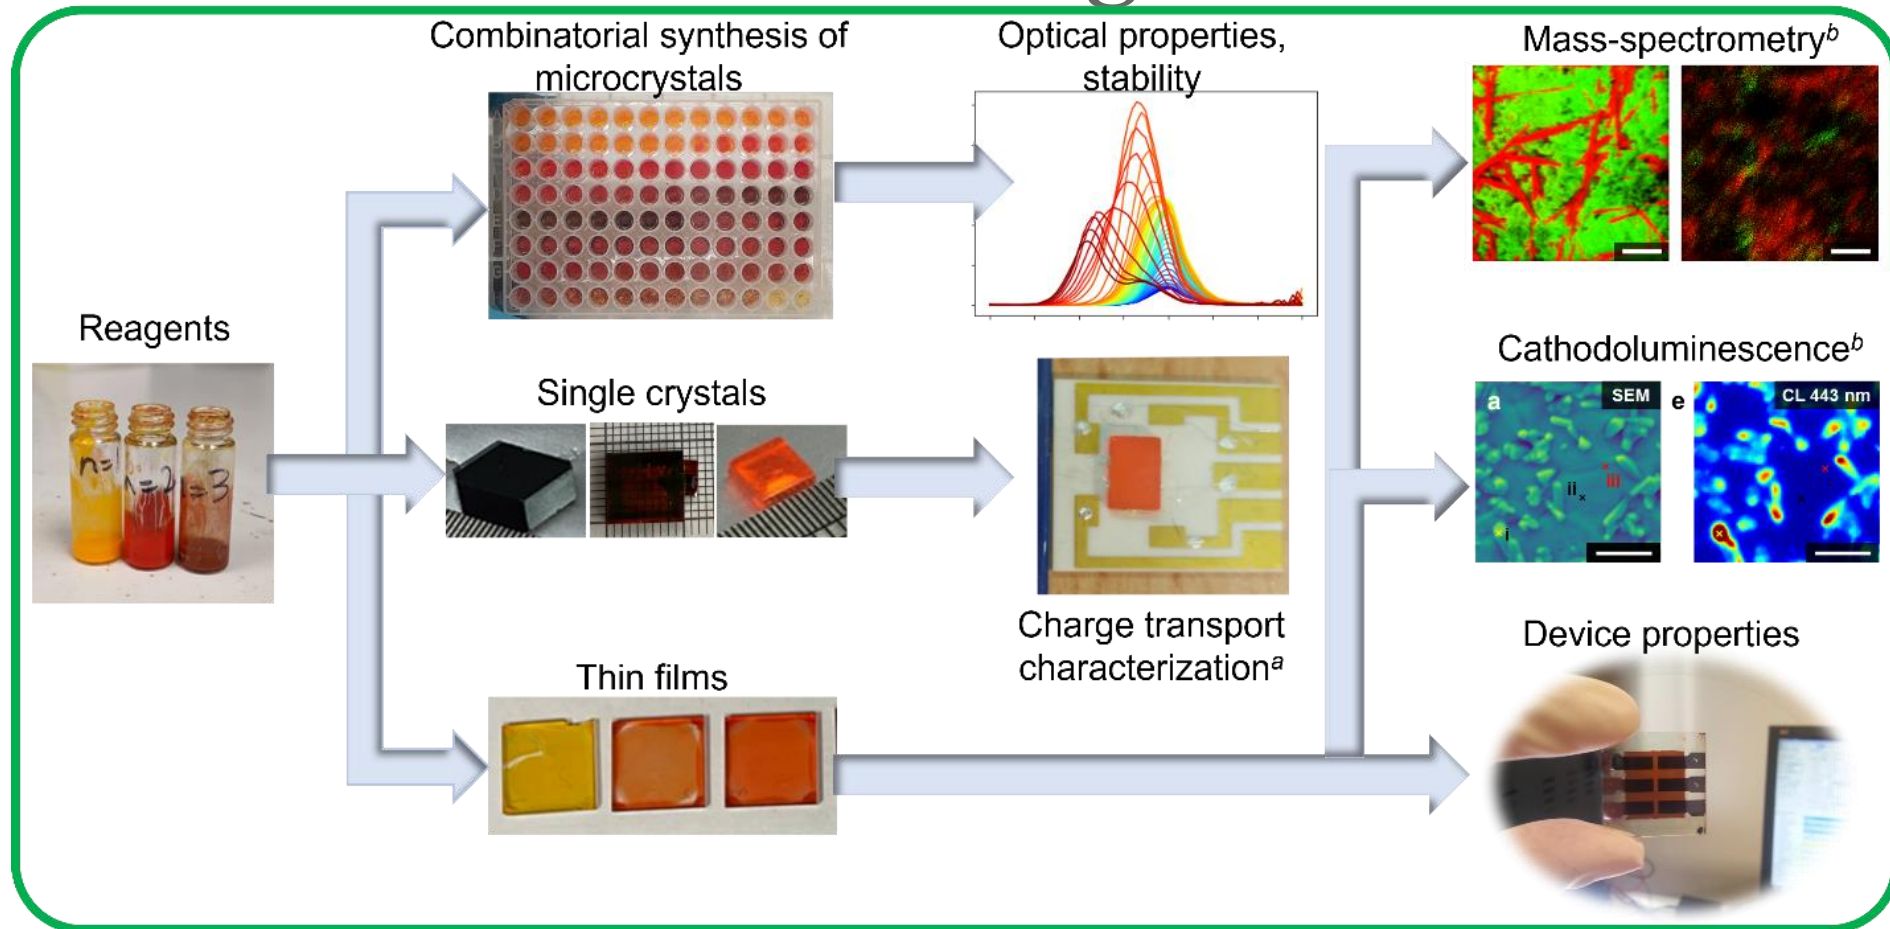 Combinatorial synthesis of
microcrystals
Optical properties,
stability
Mass-spectrometryᵇ
Reagents
n=1
n=2
=3
Single crystals
Cathodoluminescenceᵇ
a
SEM
e
CL 443 nm
ii
iii
i
Charge transport
characterizationᵃ
Thin films
Device properties